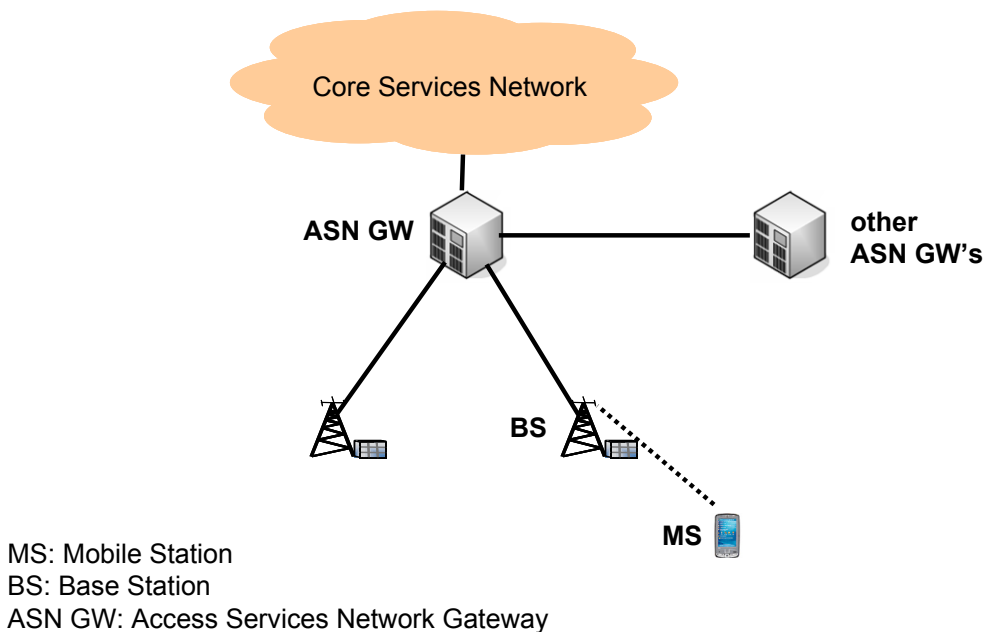 Core Services Network
ASN GW
other
ASN GW's
BS
MS
MS: Mobile Station
BS: Base Station
ASN GW: Access Services Network Gateway